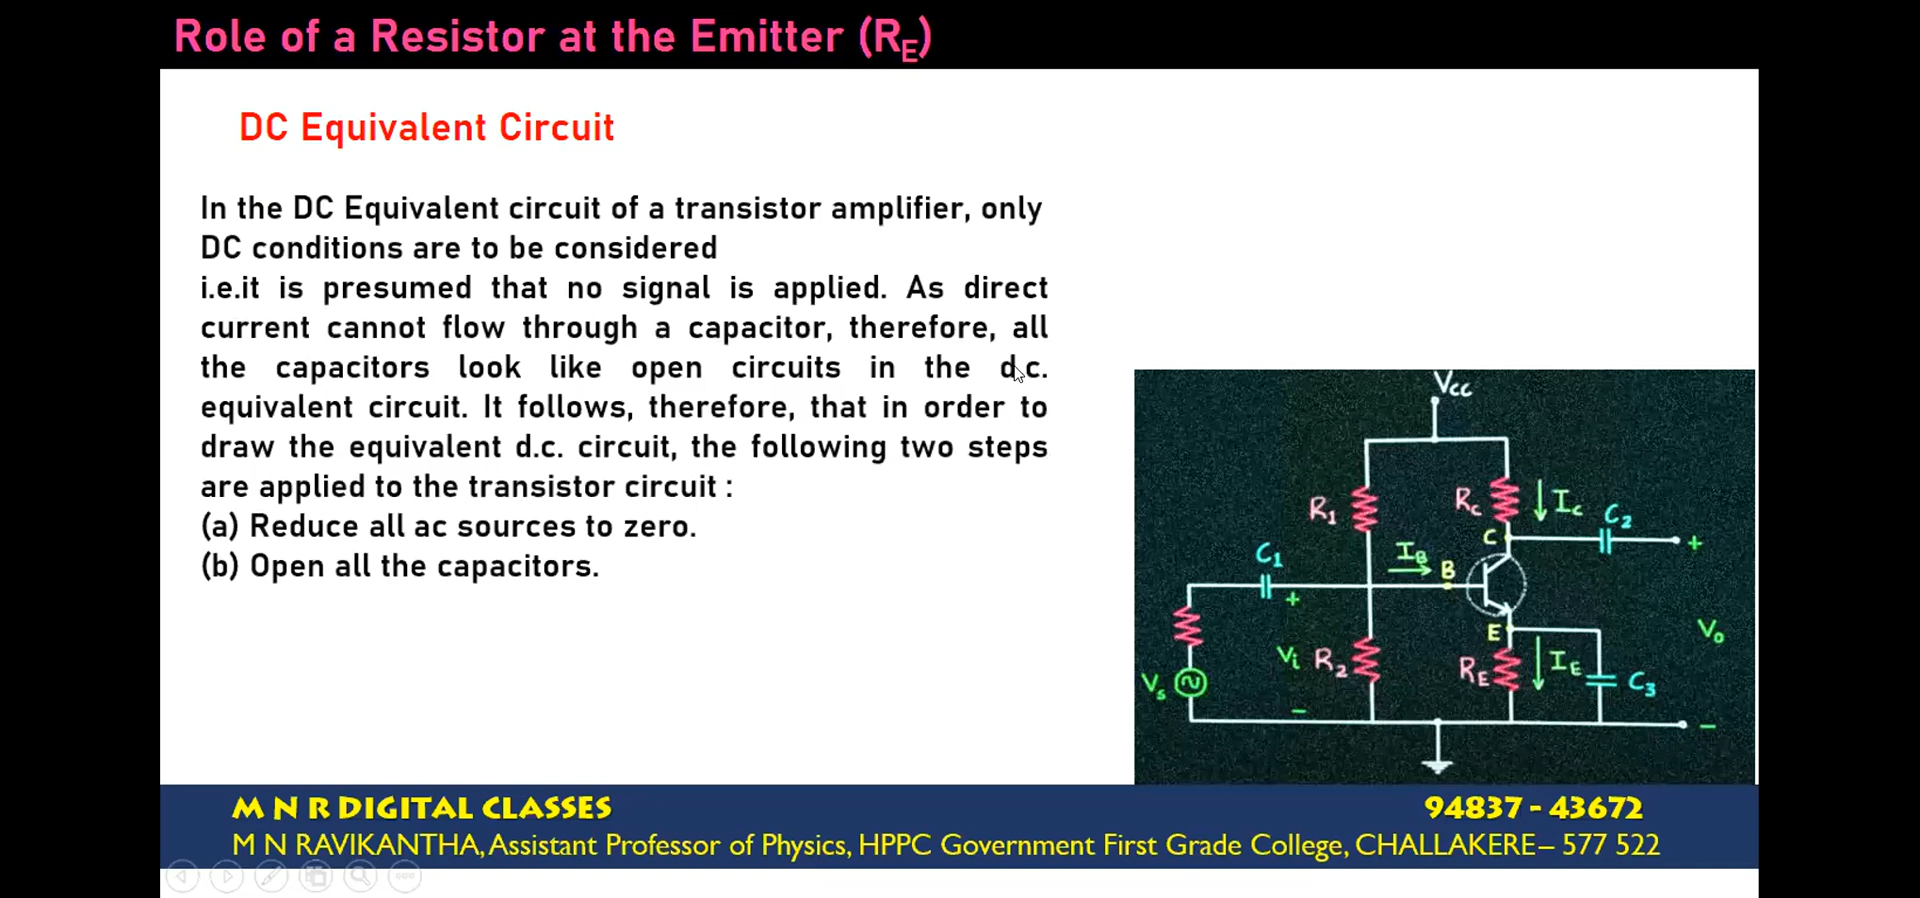 Role of a Resistor at the Emitter (RE)
DC Equivalent Circuit
In the DC Equivalent circuit of a transistor amplifier, only
DC conditions are to be considered
i.e.it is presumed that no signal is applied. As direct
current cannot flow through a capacitor, therefore, all
the capacitors look like open circuits in the d.c.
equivalent circuit. It follows, therefore, that in order to
draw the equivalent d.c. circuit, the following two steps
are applied to the transistor circuit :
(a) Reduce all ac sources to zero.
(b) Open all the capacitors.
Vcc
R1
Rc
Ic
C2
C
+
C1
IB
B
+
E
Vo
Vi
R2
RE
IE
C3
Vs
-
-
M N R DIGITAL CLASSES
94837 - 43672
M N RAVIKANTHA, Assistant Professor of Physics, HPPC Government First Grade College, CHALLAKERE– 577 522